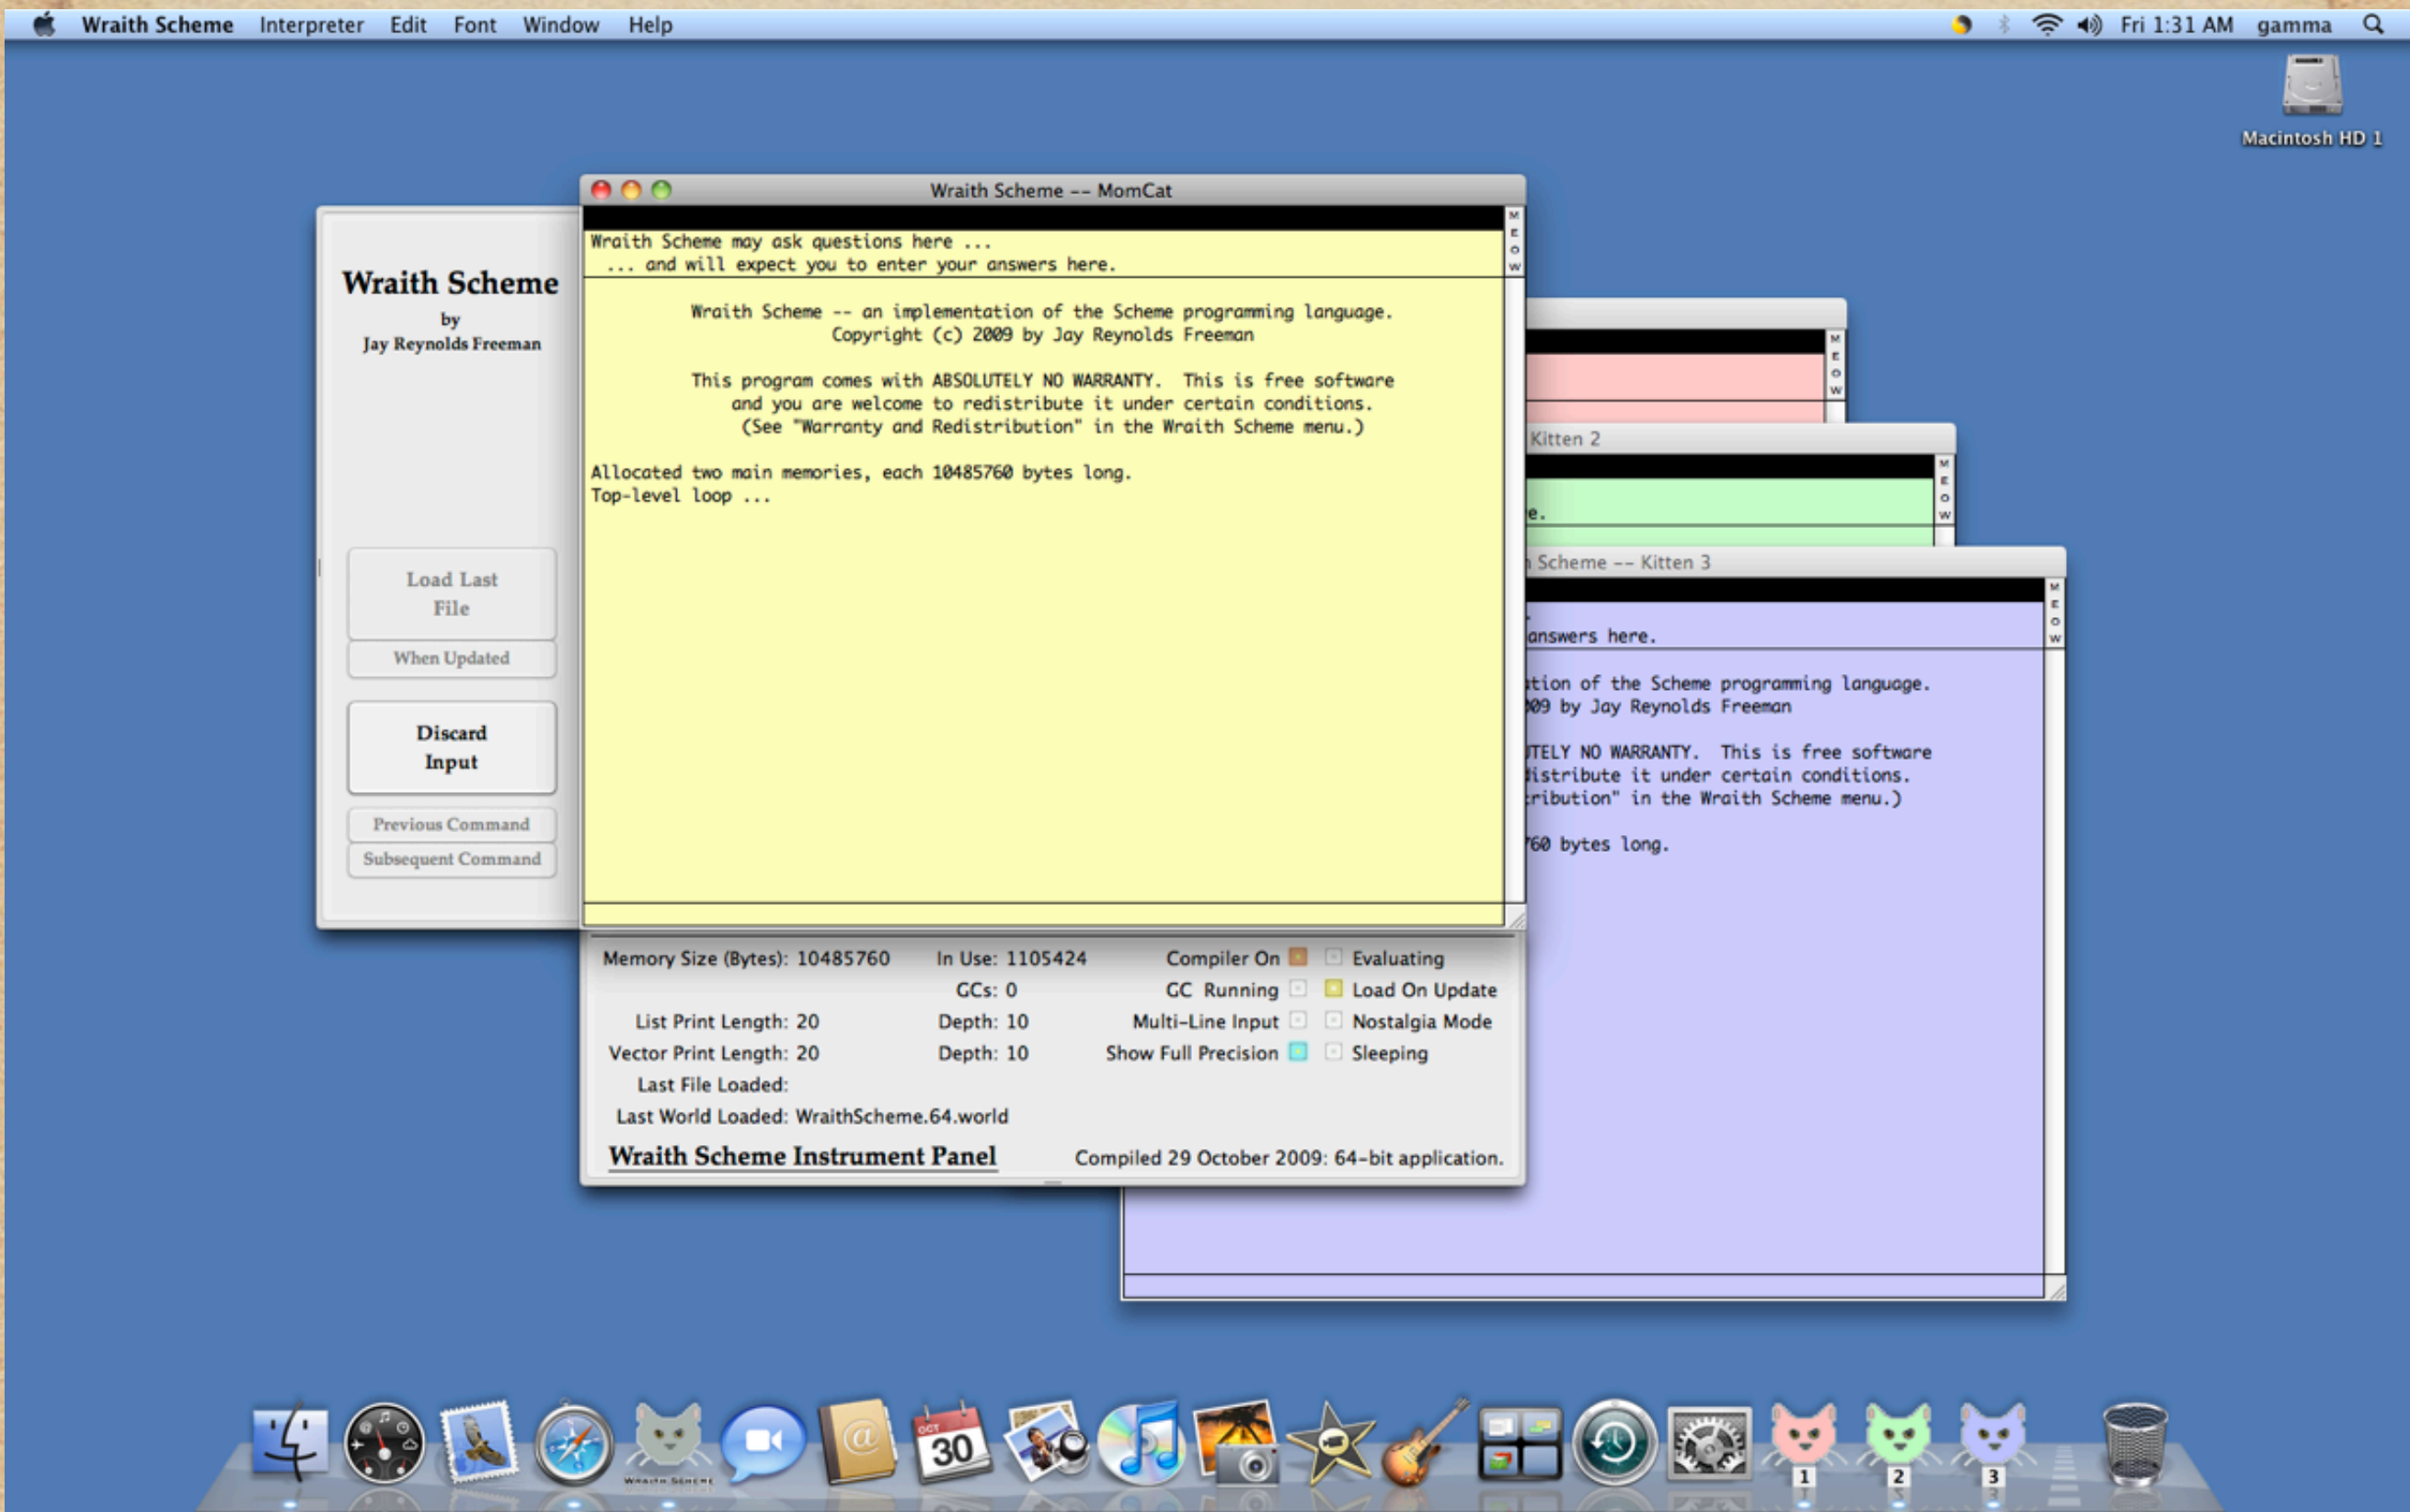 Wraith Scheme Interpreter Edit Font Window Help Fri 1:31 AM gamma
Macintosh HD 1
Wraith Scheme
by
Jay Reynolds Freeman
Load Last
File
When Updated
Discard
Input
Previous Command
Subsequent Command
Wraith Scheme -- MomCat
MEOW
Wraith Scheme may ask questions here ...
... and will expect you to enter your answers here.
Wraith Scheme -- an implementation of the Scheme programming language.
Copyright (c) 2009 by Jay Reynolds Freeman
This program comes with ABSOLUTELY NO WARRANTY. This is free software
and you are welcome to redistribute it under certain conditions.
(See "Warranty and Redistribution" in the Wraith Scheme menu.)
Allocated two main memories, each 10485760 bytes long.
Top-level loop ...
Memory Size (Bytes): 10485760 In Use: 1105424 Compiler On Evaluating
GCs: 0 GC Running Load On Update
List Print Length: 20 Depth: 10 Multi-Line Input Nostalgia Mode
Vector Print Length: 20 Depth: 10 Show Full Precision Sleeping
Last File Loaded:
Last World Loaded: WraithScheme.64.world
Wraith Scheme Instrument Panel Compiled 29 October 2009: 64-bit application.
MEOW
Kitten 2
MEOW
e.
Scheme -- Kitten 3
MEOW
answers here.
tion of the Scheme programming language.
09 by Jay Reynolds Freeman
TELY NO WARRANTY. This is free software
istribute it under certain conditions.
ribution" in the Wraith Scheme menu.)
760 bytes long.
WRAITH SCHEME
OCT
30
1
2
3